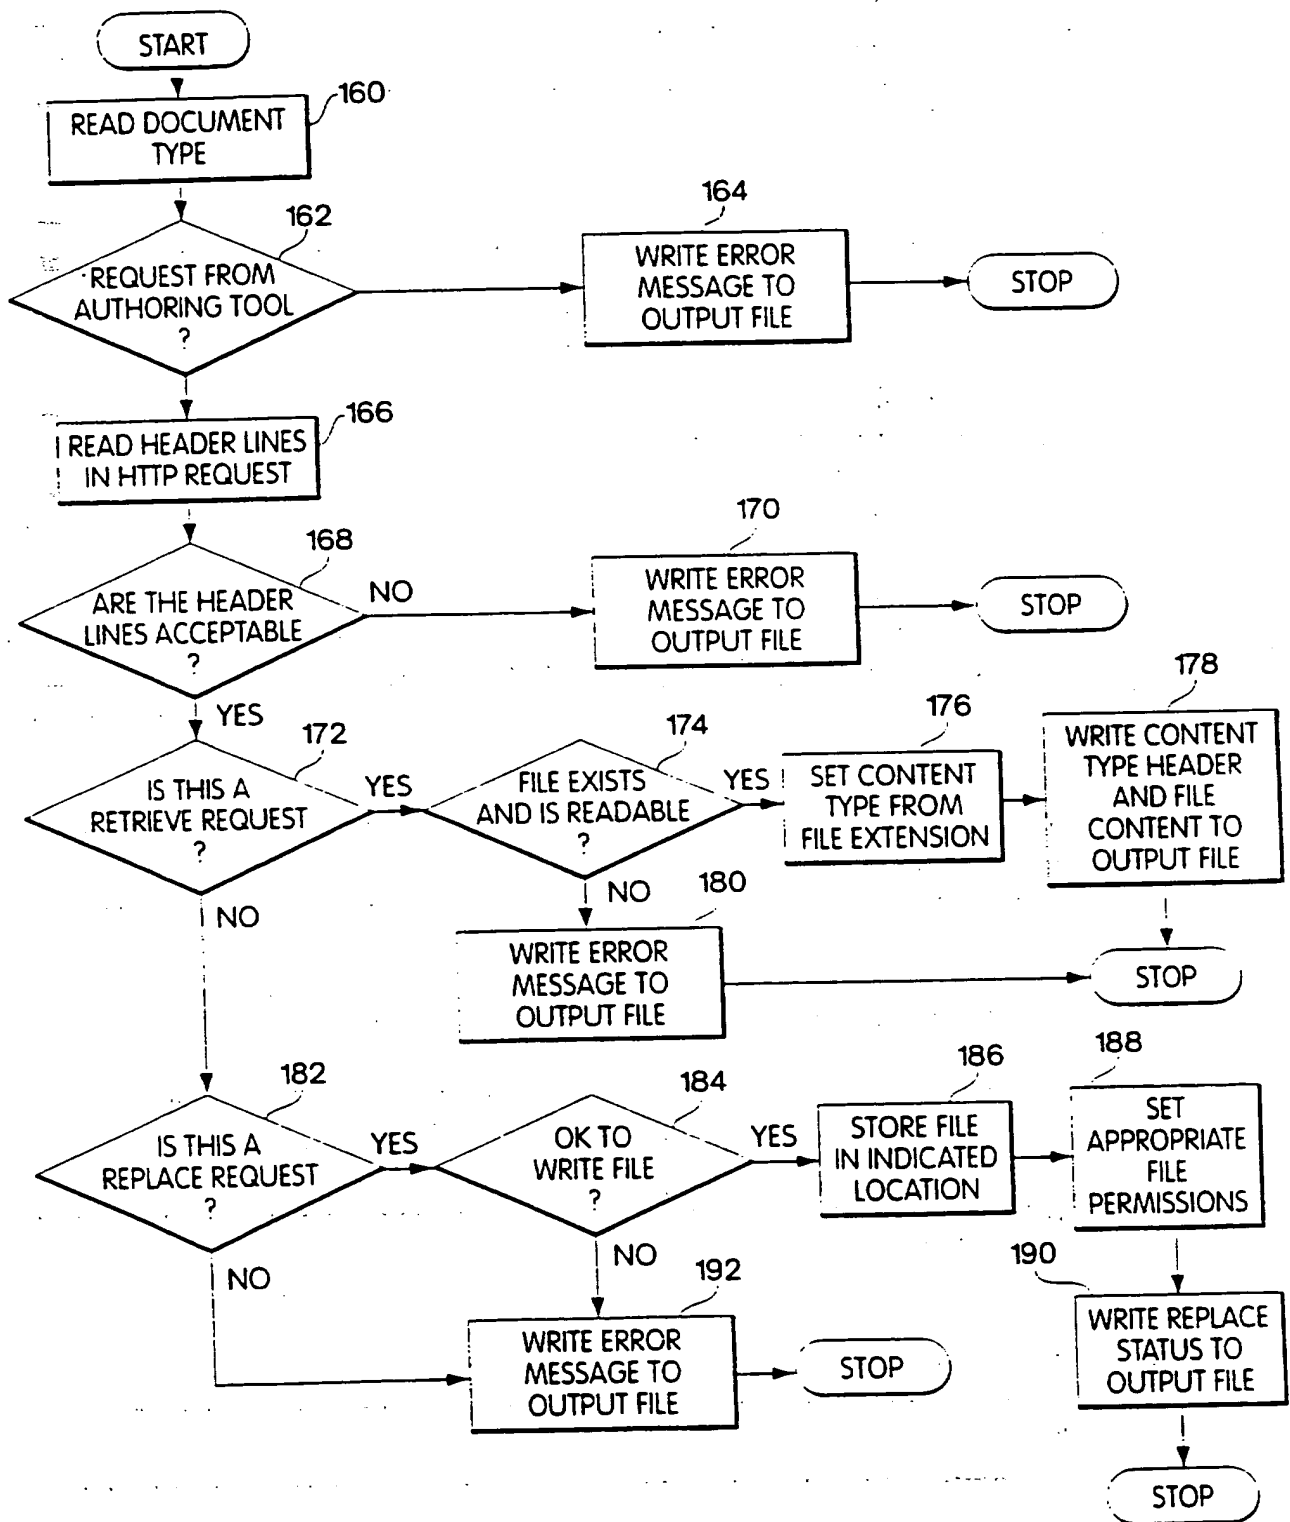 START
160
READ DOCUMENT
TYPE
162
REQUEST FROM
AUTHORING TOOL
?
164
WRITE ERROR
MESSAGE TO
OUTPUT FILE
STOP
166
READ HEADER LINES
IN HTTP REQUEST
168
ARE THE HEADER
LINES ACCEPTABLE
?
NO
170
WRITE ERROR
MESSAGE TO
OUTPUT FILE
STOP
YES
172
IS THIS A
RETRIEVE REQUEST
?
YES
174
FILE EXISTS
AND IS READABLE
?
YES
176
SET CONTENT
TYPE FROM
FILE EXTENSION
178
WRITE CONTENT
TYPE HEADER
AND FILE
CONTENT TO
OUTPUT FILE
NO
NO
180
WRITE ERROR
MESSAGE TO
OUTPUT FILE
STOP
182
IS THIS A
REPLACE REQUEST
?
YES
184
OK TO
WRITE FILE
?
YES
186
STORE FILE
IN INDICATED
LOCATION
188
SET
APPROPRIATE
FILE
PERMISSIONS
NO
NO
192
WRITE ERROR
MESSAGE TO
OUTPUT FILE
STOP
190
WRITE REPLACE
STATUS TO
OUTPUT FILE
STOP